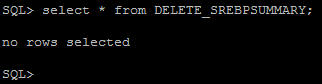 SQL> select * from DELETE_SREBPSUMMARY;
no rows selected
SQL>